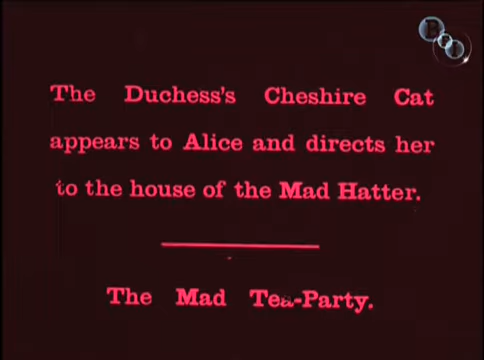 BFI
The Duchess's Cheshire Cat
appears to Alice and directs her
to the house of the Mad Hatter.
The Mad Tea-Party.